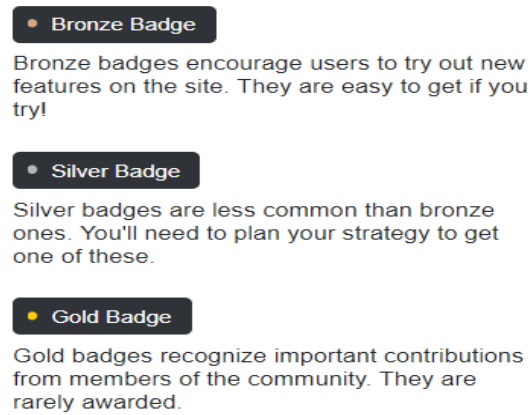 Bronze Badge
Bronze badges encourage users to try out new
features on the site. They are easy to get if you
try!
Silver Badge
Silver badges are less common than bronze
ones. You'll need to plan your strategy to get
one of these.
Gold Badge
Gold badges recognize important contributions
from members of the community. They are
rarely awarded.